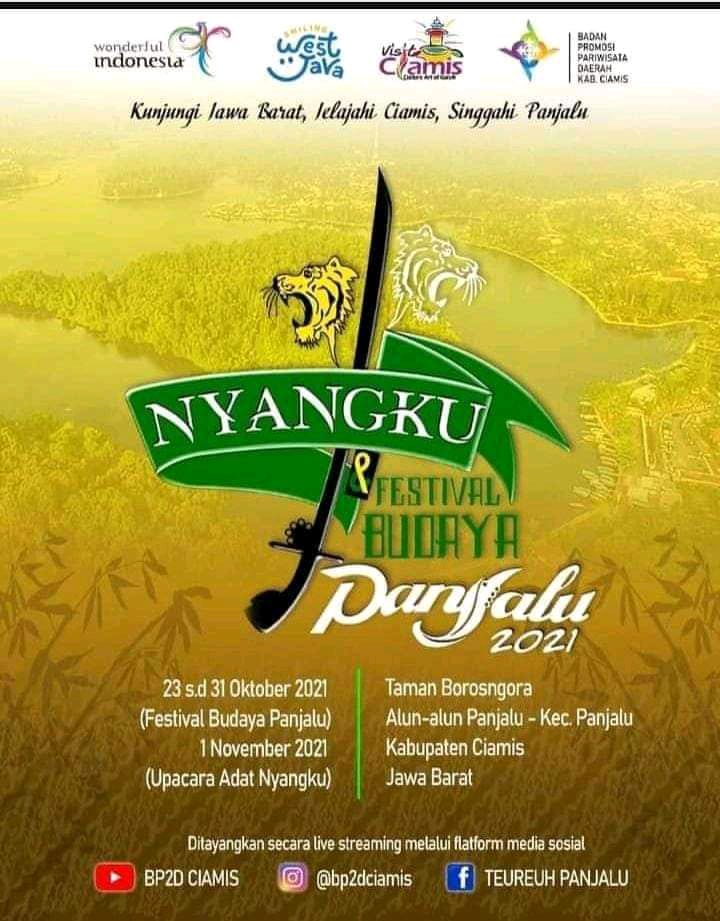 wonderful
indonesia
SMILING
West
Java
Visit
Ciamis
BADAN
PROMOSI
PARIWISATA
DAERAH
KAB. CIAMIS
Kunjungi Jawa Barat, Jelajahi Ciamis, Singgahi Panjalu
NYANGKU
& FESTIVAL
BUDAYA
Panjalu
2021
23 s.d 31 Oktober 2021
(Festival Budaya Panjalu)
1 November 2021
(Upacara Adat Nyangku)
Taman Borosngora
Alun-alun Panjalu - Kec. Panjalu
Kabupaten Ciamis
Jawa Barat
Ditayangkan secara live streaming melalui flatform media sosial
BP2D CIAMIS
@bp2dciamis
TEUREUH PANJALU